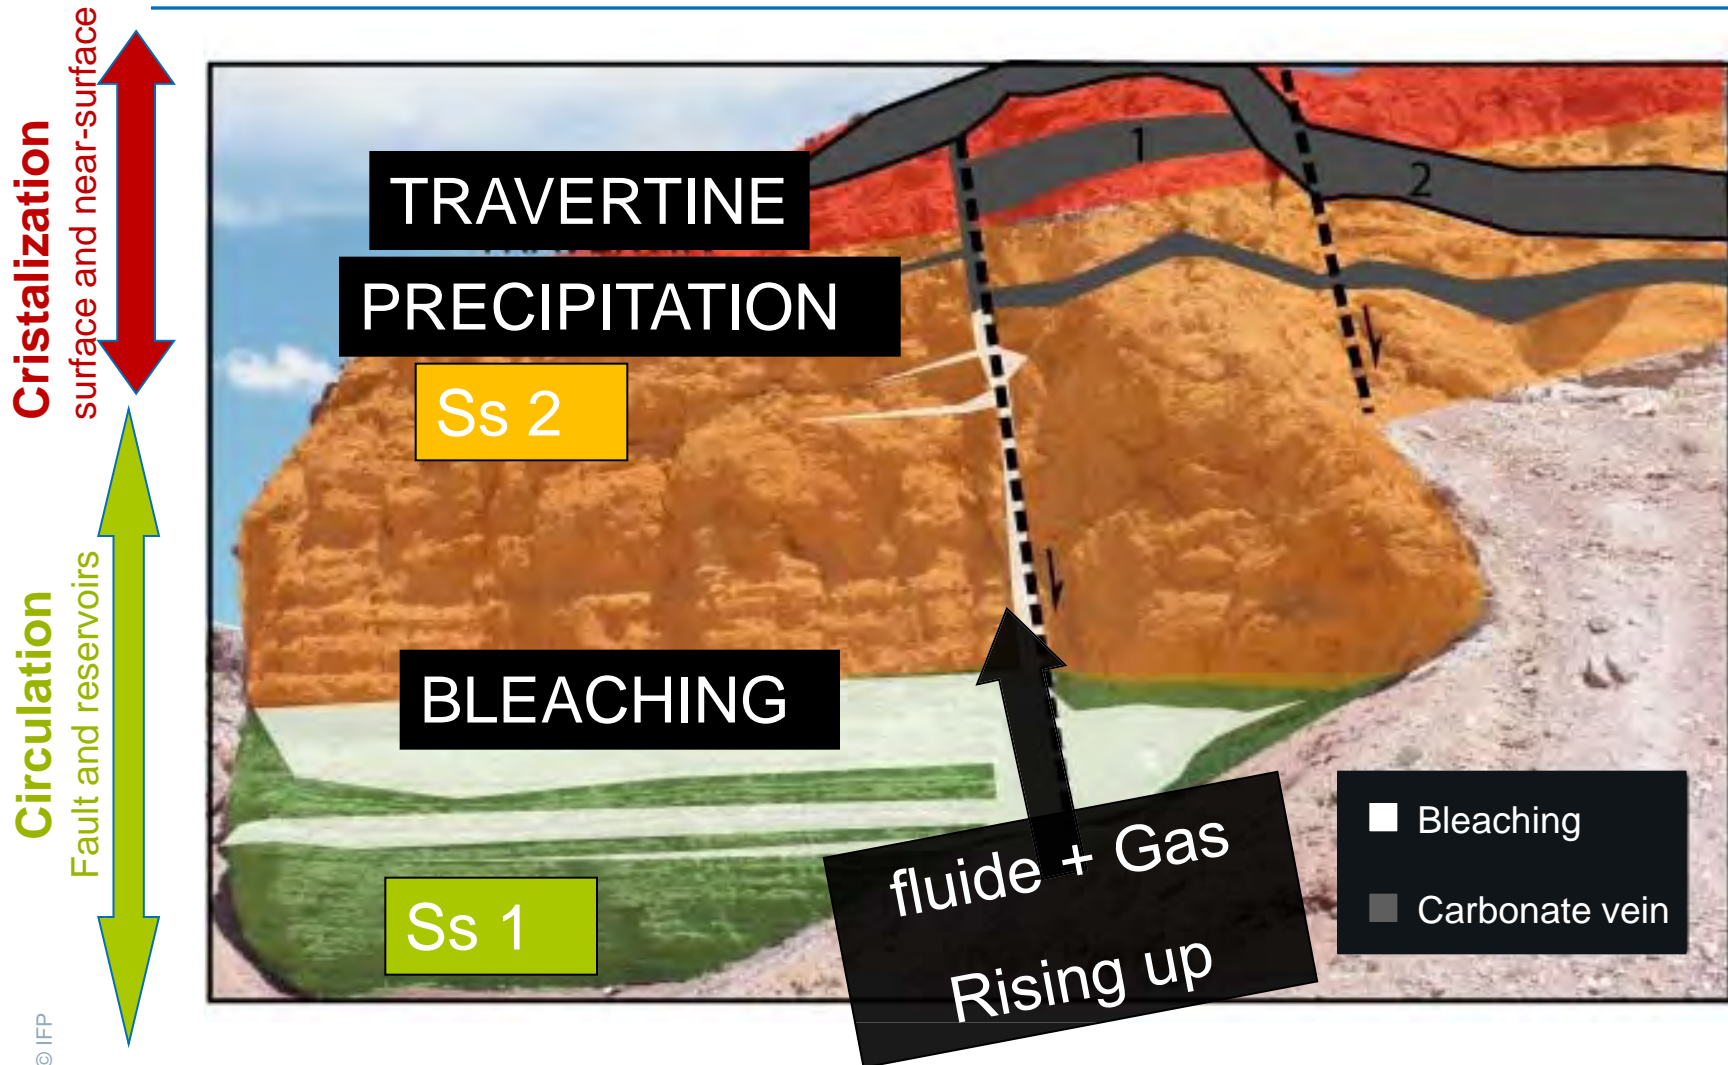 Cristalization
surface and near-surface
Circulation
Fault and reservoirs
TRAVERTINE
PRECIPITATION
Ss 2
BLEACHING
Ss 1
1
2
fluide + Gas
Rising up
Bleaching
Carbonate vein
© IFP